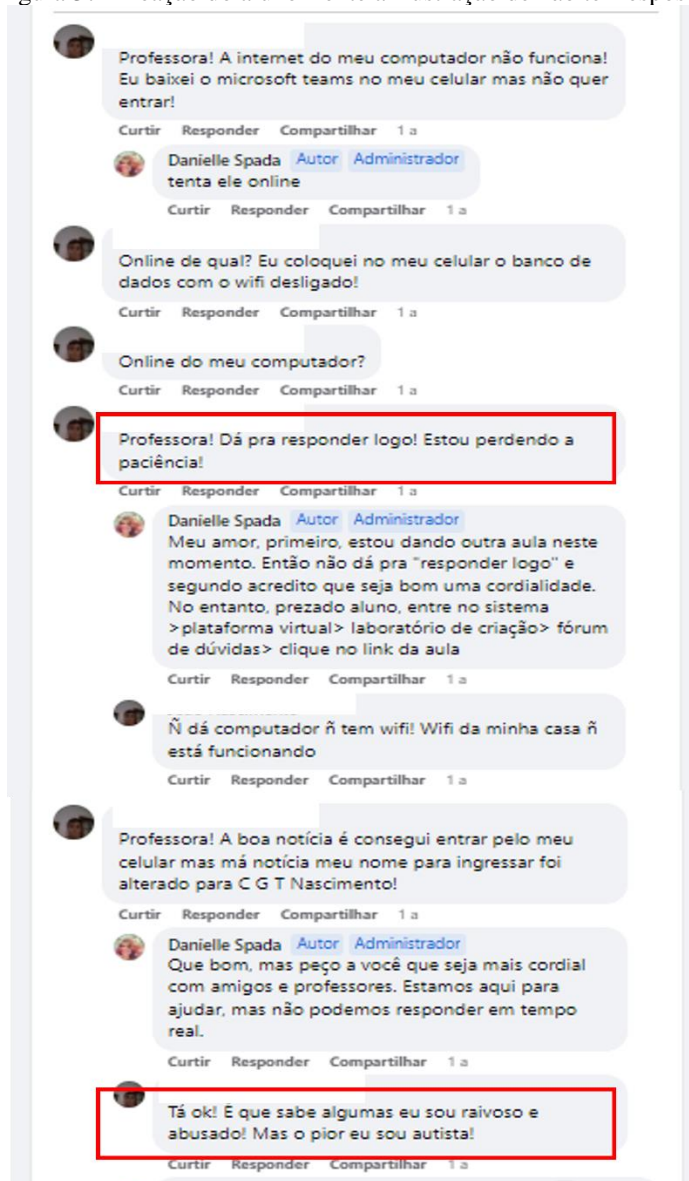 Professora! A internet do meu computador não funciona!
Eu baixei o microsoft teams no meu celular mas não quer
entrar!
Curtir Responder Compartilhar 1 a
Danielle Spada Autor Administrador
tenta ele online
Curtir Responder Compartilhar 1 a
Online de qual? Eu coloquei no meu celular o banco de
dados com o wifi desligado!
Curtir Responder Compartilhar 1 a
Online do meu computador?
Curtir Responder Compartilhar 1 a
Professora! Dá pra responder logo! Estou perdendo a
paciência!
Curtir Responder Compartilhar 1 a
Danielle Spada Autor Administrador
Meu amor, primeiro, estou dando outra aula neste
momento. Então não dá pra "responder logo" e
segundo acredito que seja bom uma cordialidade.
No entanto, prezado aluno, entre no sistema
>plataforma virtual> laboratório de criação> fórum
de dúvidas> clique no link da aula
Curtir Responder Compartilhar 1 a
Ñ dá computador ñ tem wifi! Wifi da minha casa ñ
está funcionando
Curtir Responder Compartilhar 1 a
Professora! A boa notícia é consegui entrar pelo meu
celular mas má notícia meu nome para ingressar foi
alterado para C G T Nascimento!
Curtir Responder Compartilhar 1 a
Danielle Spada Autor Administrador
Que bom, mas peço a você que seja mais cordial
com amigos e professores. Estamos aqui para
ajudar, mas não podemos responder em tempo
real.
Curtir Responder Compartilhar 1 a
Tá ok! É que sabe algumas eu sou raivoso e
abusado! Mas o pior eu sou autista!
Curtir Responder Compartilhar 1 a